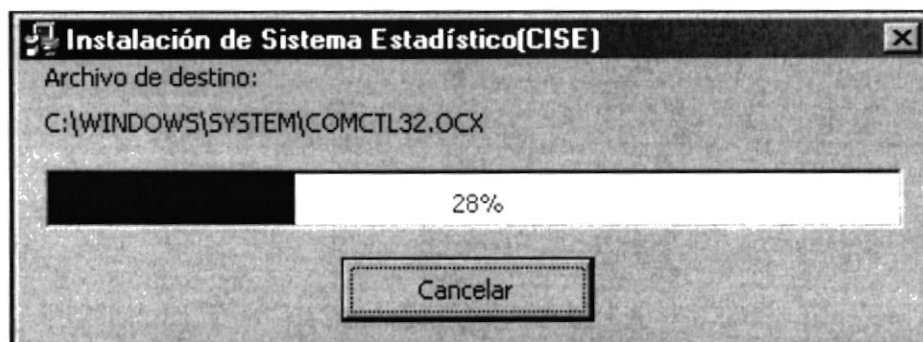 Instalación de Sistema Estadístico(CISE)
Archivo de destino:
C:\WINDOWS\SYSTEM\COMCTL32.OCX
28%
Cancelar